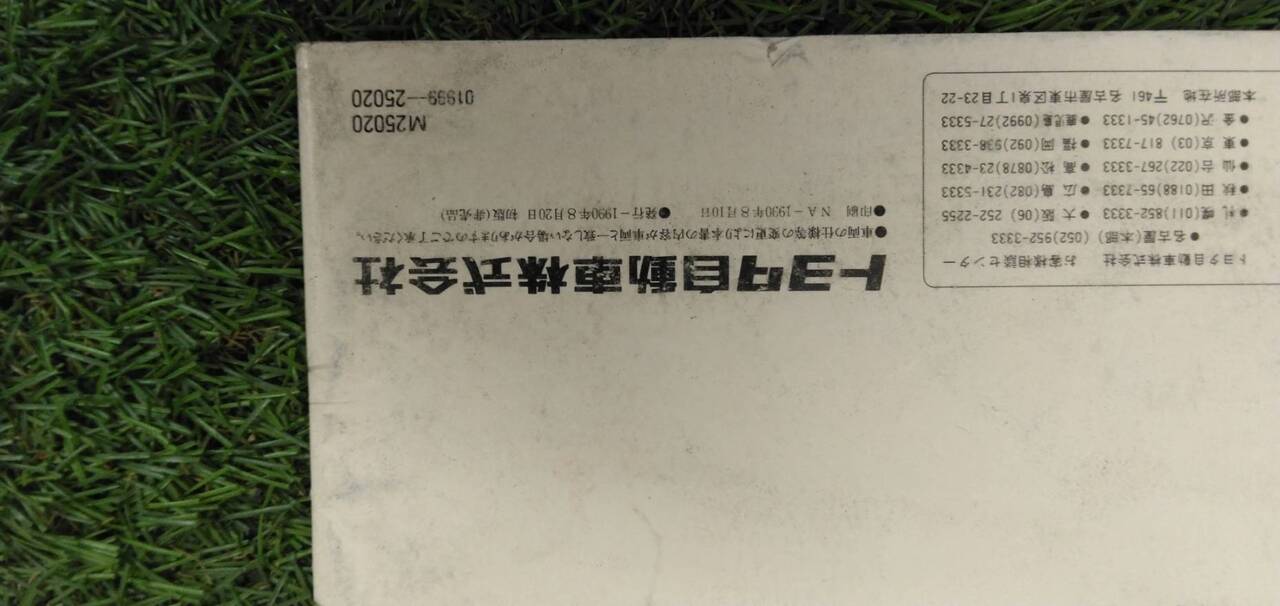 トヨタ自動車株式会社 お客様相談センター
●名古屋(本部) (052)952-3333
●札 幌(011)852-3333 ●大 阪(06) 252-2255
●秋 田(0188)65-7333 ●広 島(082)231-5333
●仙 台(022)267-3333 ●高 松(0878)23-4333
●東 京(03) 817-7333 ●福 岡(092)938-3333
●金 沢(0762)45-1333 ●鹿児島(0992)27-5333
本部所在地 〒461 名古屋市東区泉1丁目23-22
トヨタ自動車株式会社
●車両の仕様等の変更により本書の内容が車両と一致しない場合がありますのでご了承ください。
●印刷 NA-1990年8月10日 ●発行-1990年8月20日 初版(非売品)
M25020
01999-25020